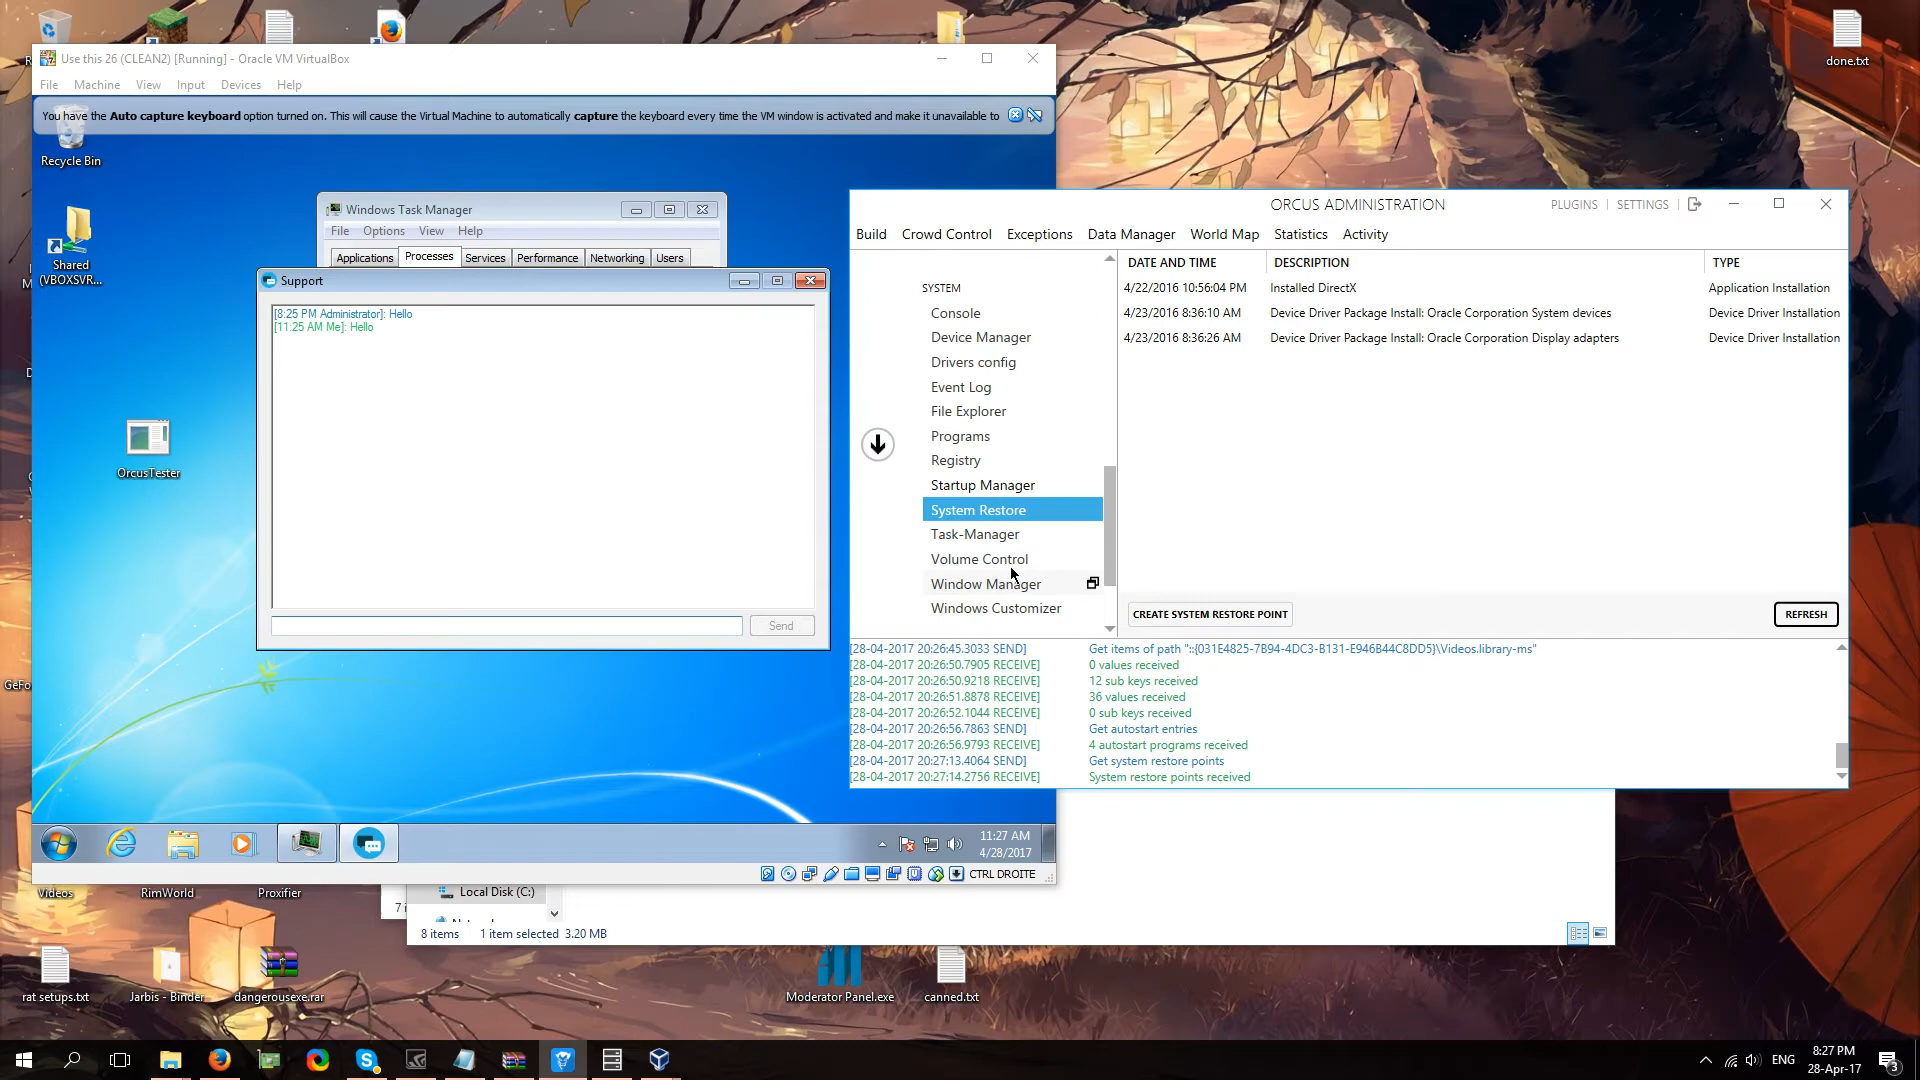 done.txt
Use this 26 (CLEAN2) [Running] - Oracle VM VirtualBox
File Machine View Input Devices Help
You have the Auto capture keyboard option turned on. This will cause the Virtual Machine to automatically capture the keyboard every time the VM window is activated and make it unavailable to
Recycle Bin
Shared
(VBOXSVR...
OrcusTester
Windows Task Manager
File Options View Help
Applications Processes Services Performance Networking Users
Support
[8:25 PM Administrator]: Hello
[11:25 AM Me]: Hello
Send
ORCUS ADMINISTRATION
PLUGINS | SETTINGS |
Build Crowd Control Exceptions Data Manager World Map Statistics Activity
SYSTEM
Console
Device Manager
Drivers config
Event Log
File Explorer
Programs
Registry
Startup Manager
System Restore
Task-Manager
Volume Control
Window Manager
Windows Customizer
DATE AND TIME DESCRIPTION TYPE
4/22/2016 10:56:04 PM Installed DirectX Application Installation
4/23/2016 8:36:10 AM Device Driver Package Install: Oracle Corporation System devices Device Driver Installation
4/23/2016 8:36:26 AM Device Driver Package Install: Oracle Corporation Display adapters Device Driver Installation
CREATE SYSTEM RESTORE POINT
REFRESH
[28-04-2017 20:26:45.3033 SEND] Get items of path "::{031E4825-7B94-4DC3-B131-E946B44C8DD5}\Videos.library-ms"
[28-04-2017 20:26:50.7905 RECEIVE] 0 values received
[28-04-2017 20:26:50.9218 RECEIVE] 12 sub keys received
[28-04-2017 20:26:51.8878 RECEIVE] 36 values received
[28-04-2017 20:26:52.1044 RECEIVE] 0 sub keys received
[28-04-2017 20:26:56.7863 SEND] Get autostart entries
[28-04-2017 20:26:56.9793 RECEIVE] 4 autostart programs received
[28-04-2017 20:27:13.4064 SEND] Get system restore points
[28-04-2017 20:27:14.2756 RECEIVE] System restore points received
11:27 AM
4/28/2017
CTRL DROITE
GeFo
Videos
RimWorld
Proxifier
Local Disk (C:)
7 i
8 items 1 item selected 3.20 MB
rat setups.txt
Jarbis - Binder
dangerousexe.rar
Moderator Panel.exe
canned.txt
ENG
8:27 PM
28-Apr-17
3